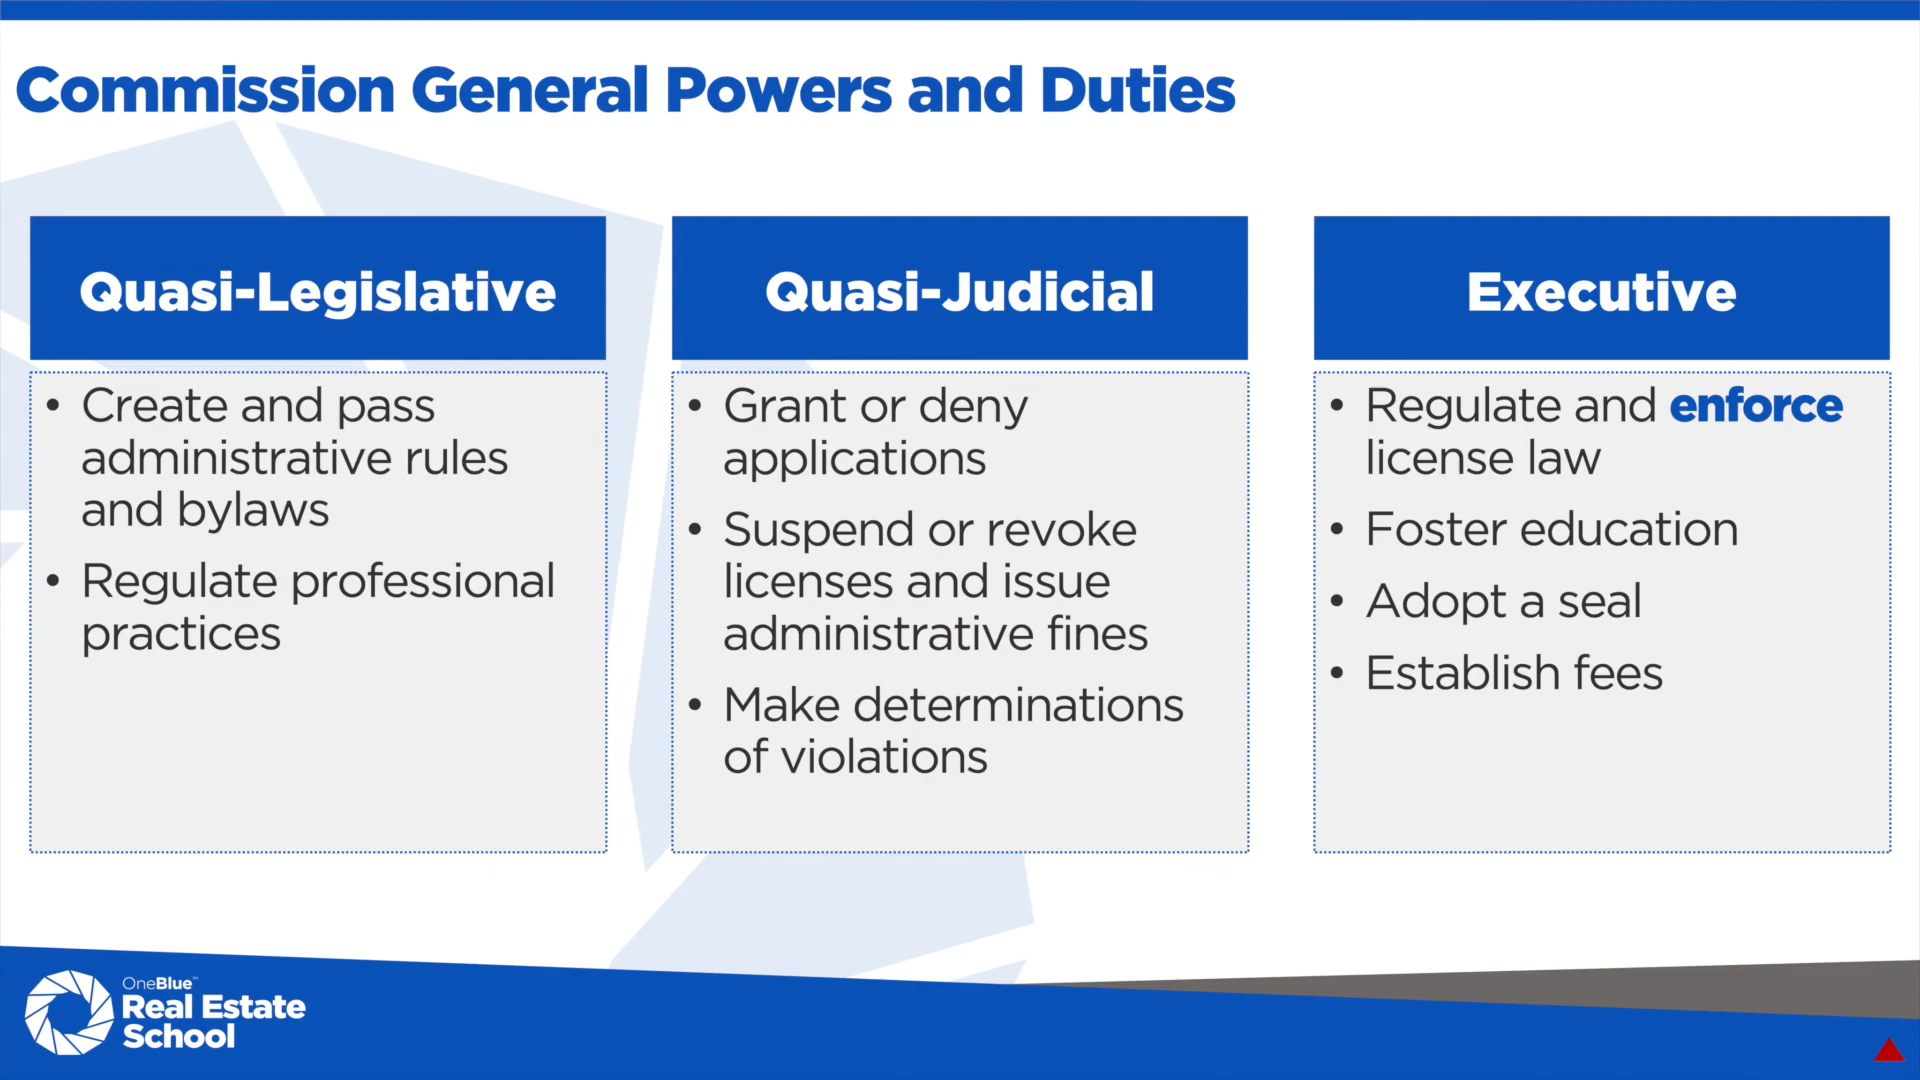 Commission General Powers and Duties
Quasi-Legislative
• Create and pass
administrative rules
and bylaws
• Regulate professional
practices
Quasi-Judicial
• Grant or deny
applications
• Suspend or revoke
licenses and issue
administrative fines
• Make determinations
of violations
Executive
• Regulate and enforce
license law
• Foster education
• Adopt a seal
• Establish fees
OneBlue™
Real Estate
School